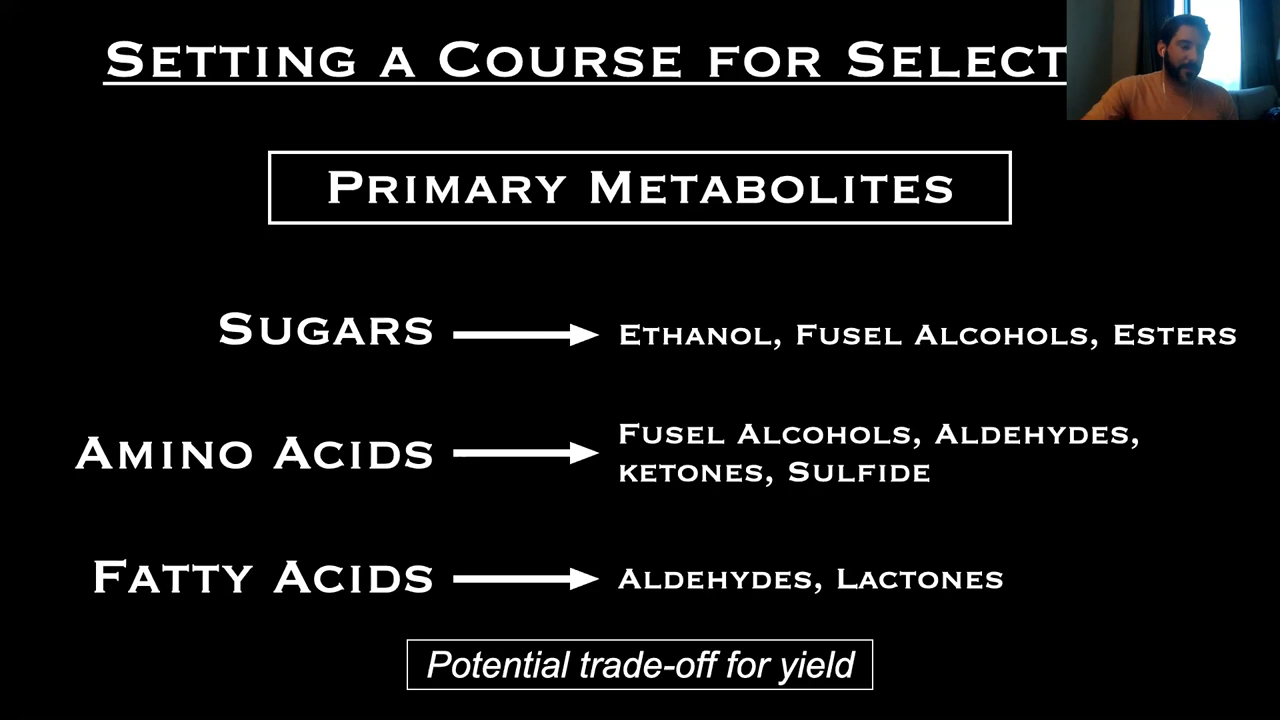 Setting a Course for Select
Primary Metabolites
Sugars
Ethanol, Fusel Alcohols, Esters
Amino Acids
Fusel Alcohols, Aldehydes,
ketones, Sulfide
Fatty Acids
Aldehydes, Lactones
Potential trade-off for yield